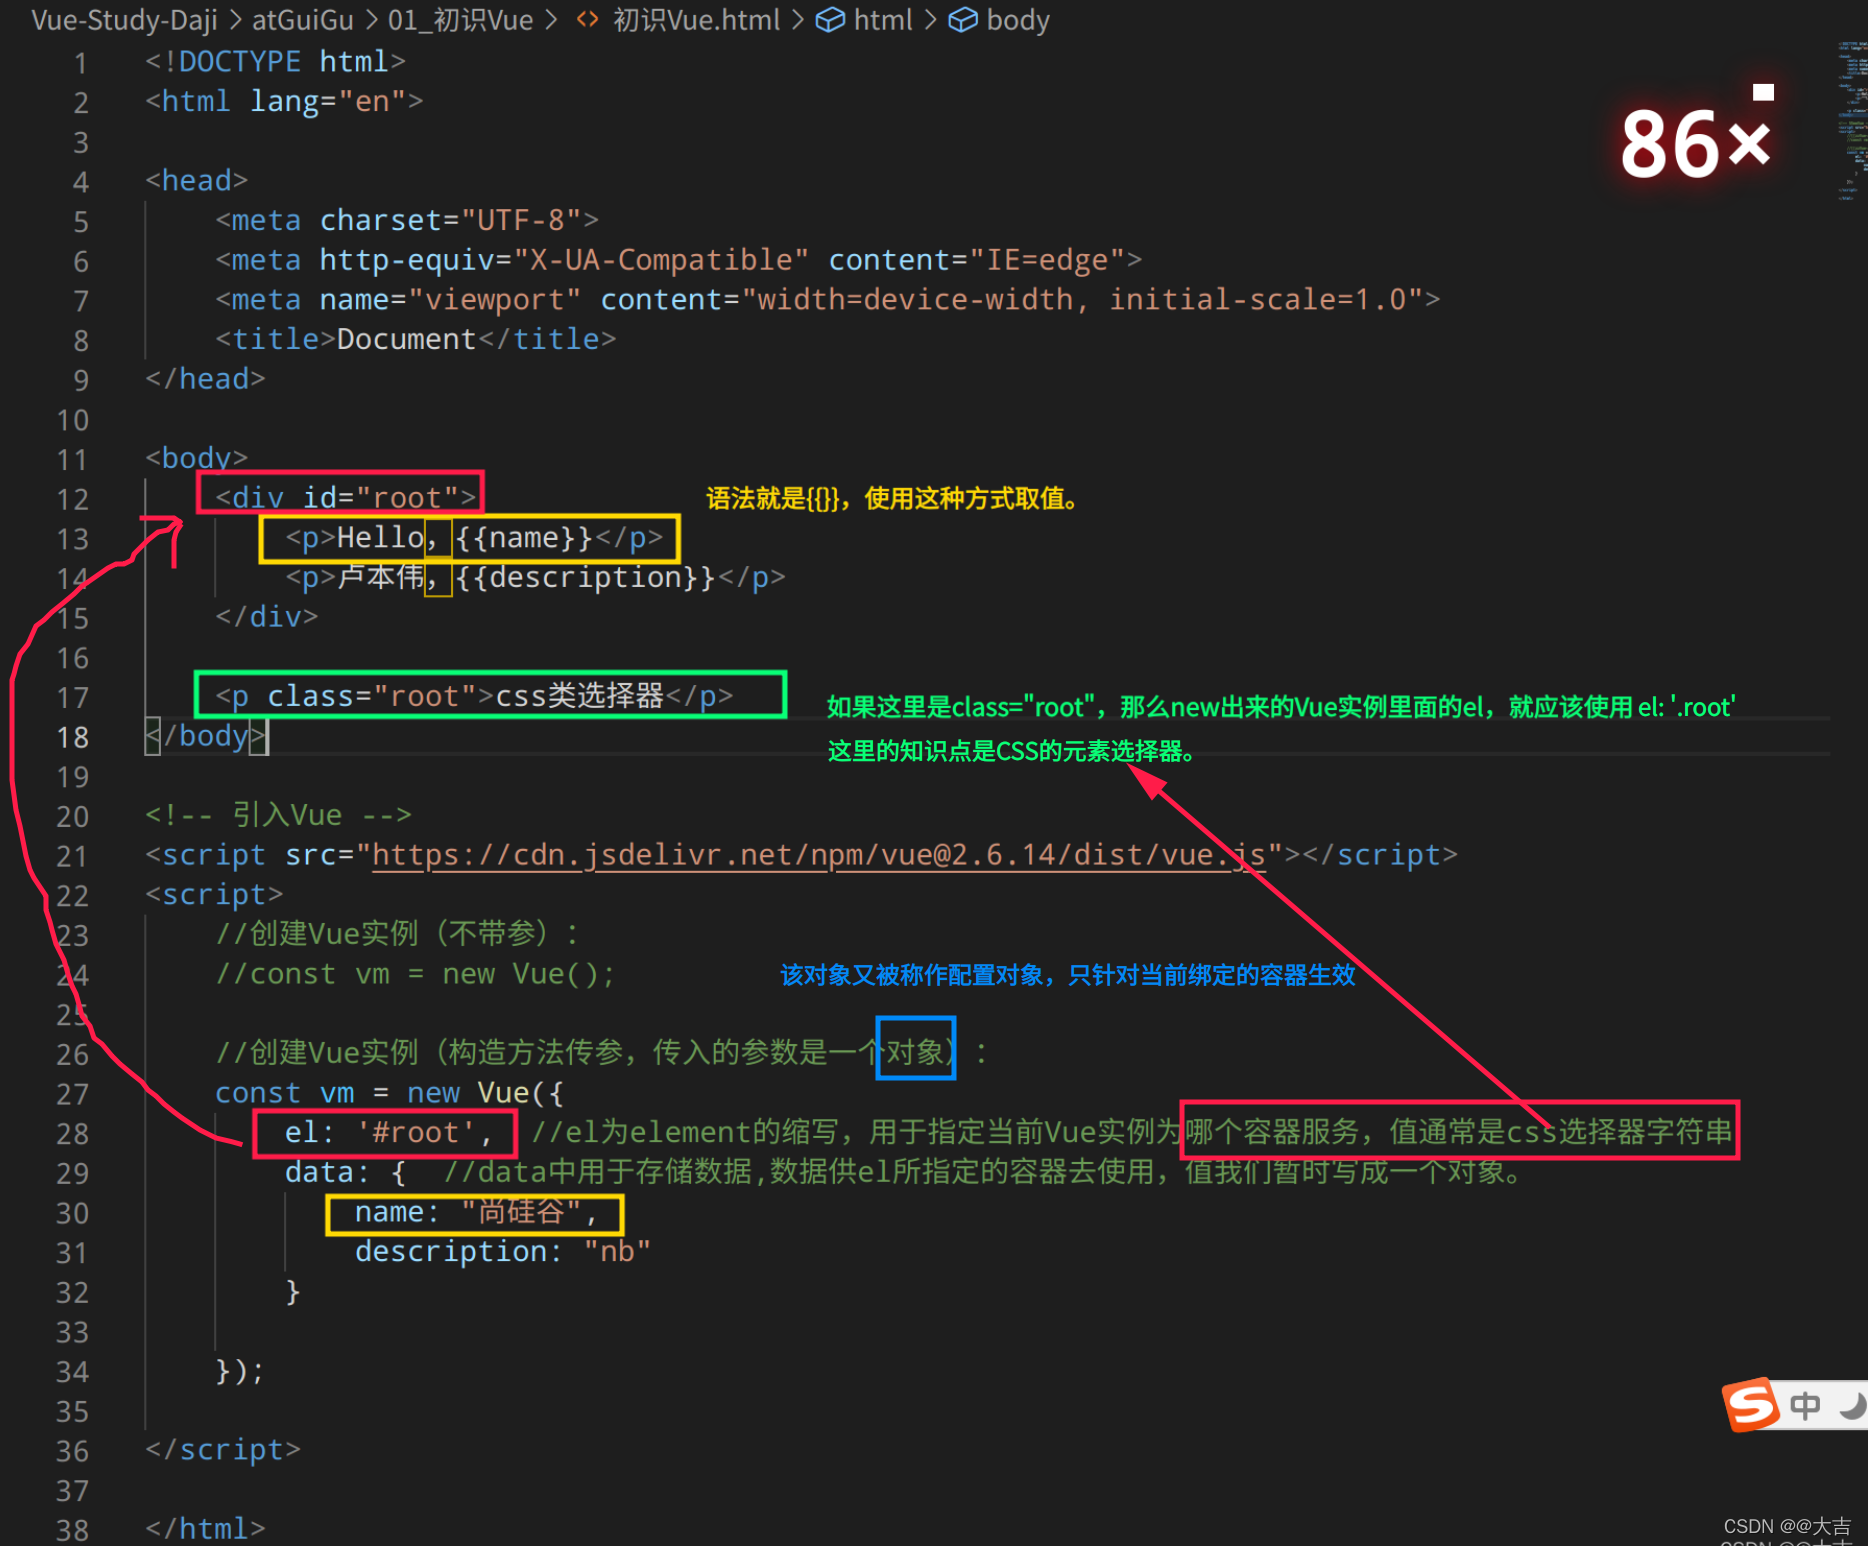 Vue-Study-Daji > atGuiGu > 01_初识Vue > <> 初识Vue.html > html > body
1 <!DOCTYPE html>
2 <html lang="en">
86×
3
4 <head>
5 <meta charset="UTF-8">
6 <meta http-equiv="X-UA-Compatible" content="IE=edge">
7 <meta name="viewport" content="width=device-width, initial-scale=1.0">
8 <title>Document</title>
9 </head>
10
11 <body>
12 <div id="root"> 语法就是{{}}，使用这种方式取值。
13 <p>Hello，{{name}}</p>
14 <p>卢本伟，{{description}}</p>
15 </div>
16
17 <p class="root">css类选择器</p> 如果这里是class="root"，那么new出来的Vue实例里面的el，就应该使用 el: '.root'
18 </body> 这里的知识点是CSS的元素选择器。
19
20 <!-- 引入Vue -->
21 <script src="https://cdn.jsdelivr.net/npm/vue@2.6.14/dist/vue.js"></script>
22 <script>
23 //创建Vue实例（不带参）：
24 //const vm = new Vue(); 该对象又被称作配置对象，只针对当前绑定的容器生效
25
26 //创建Vue实例（构造方法传参，传入的参数是一个对象）：
27 const vm = new Vue({
28 el: '#root', //el为element的缩写，用于指定当前Vue实例为哪个容器服务，值通常是css选择器字符串
29 data: { //data中用于存储数据,数据供el所指定的容器去使用，值我们暂时写成一个对象。
30 name: "尚硅谷",
31 description: "nb"
32 }
33
34 });
35
中
36 </script>
37
38 </html>
CSDN @@大吉